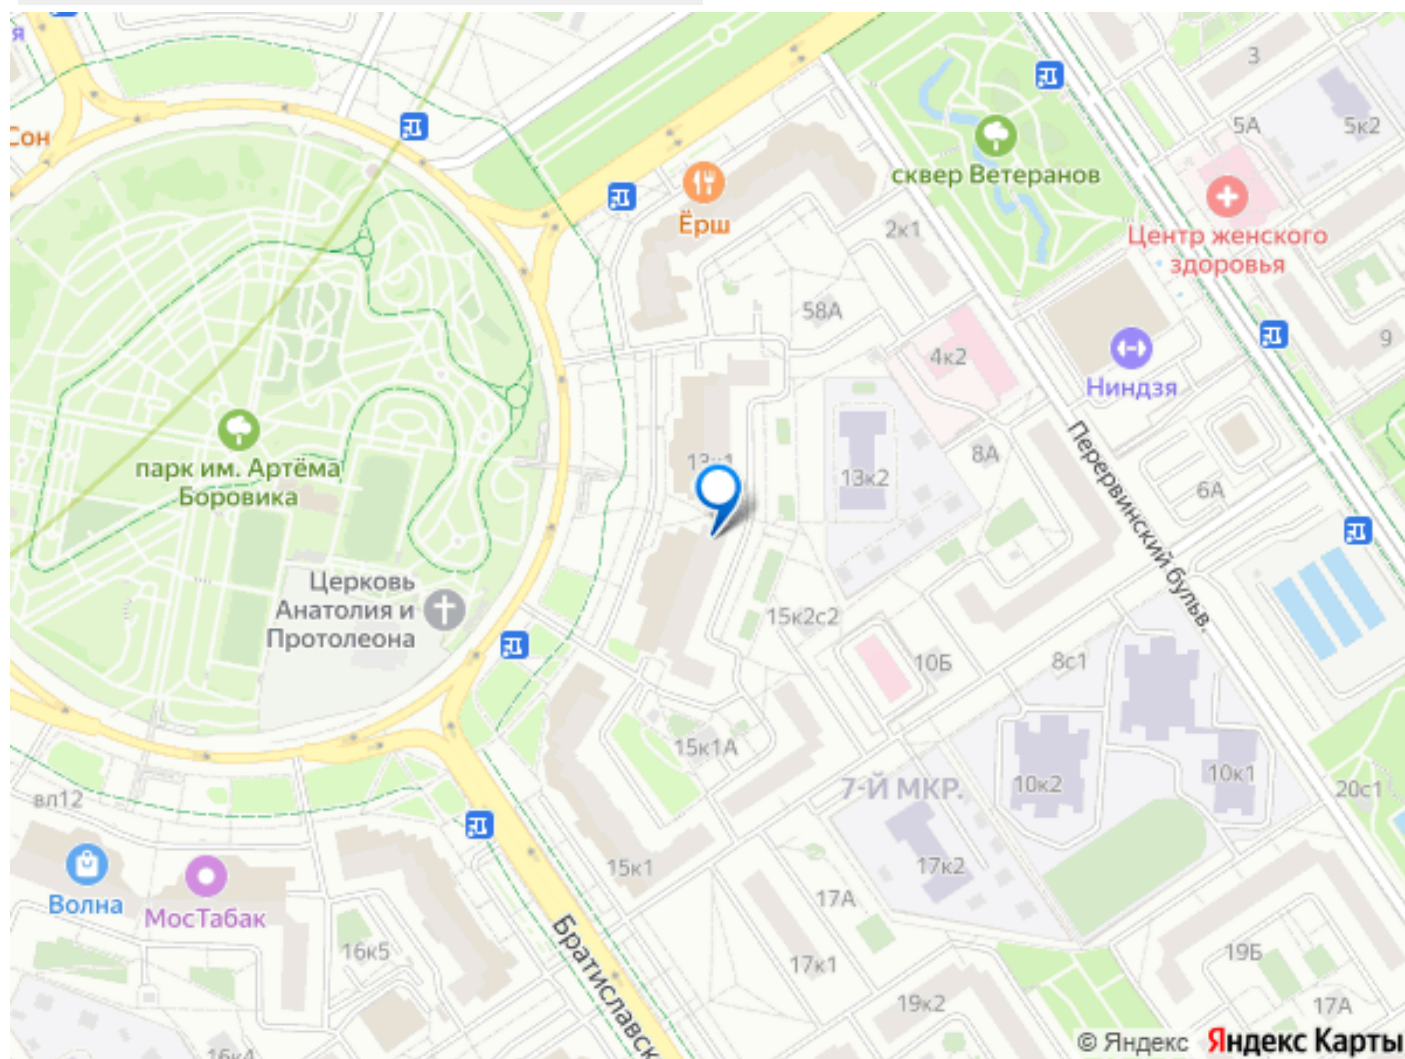 я
Сон
Ёрш
сквер Ветеранов
3
5А
5к2
Центр женского
здоровья
2к1
58А
4к2
Ниндзя
9
парк им. Артёма
Боровика
13к1
13к2
8А
6А
Перервинский бульв.
Церковь
Анатолия и
Протолеона
15к2с2
10Б
8с1
15к1А
7-Й МКР.
10к2
10к1
20с1
вл12
Волна
МосТабак
15к1
17к2
17А
16к5
Братиславск
17к1
19Б
19к2
17А
16к4
© Яндекс Яндекс Карты